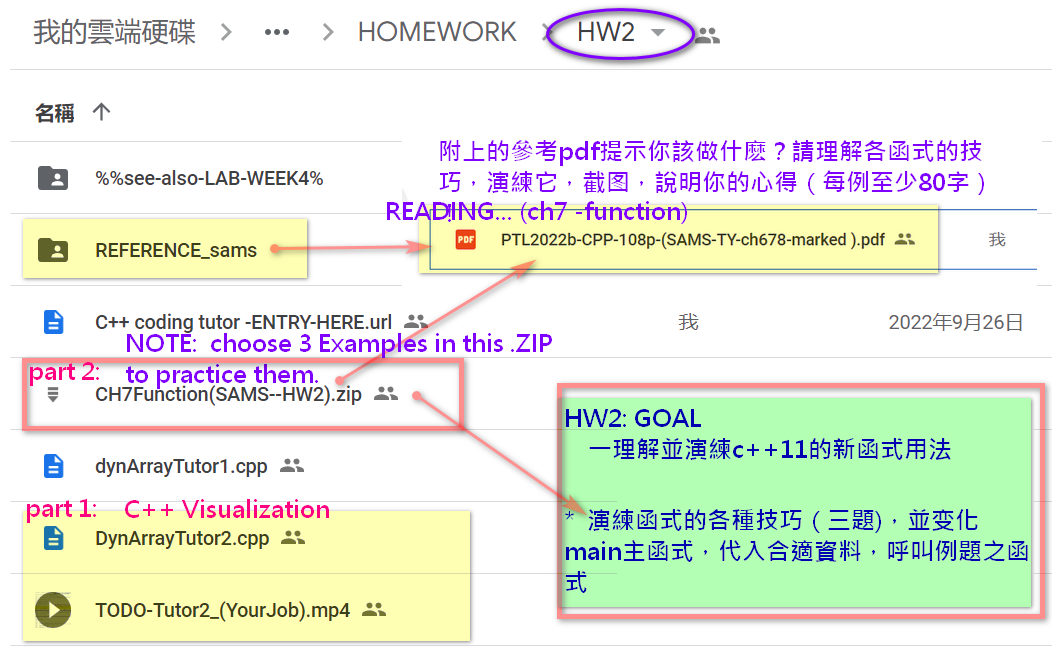 我的雲端硬碟 > ••• > HOMEWORK > HW2
名稱 ↑
%%see-also-LAB-WEEK4%
附上的參考pdf提示你該做什麼？請理解各函式的技
巧，演練它，截图，說明你的心得（每例至少80字）
!
READING... (ch7 -function)
REFERENCE_sams
PDF PTL2022b-CPP-108p-(SAMS-TY-ch678-marked ).pdf 我
C++ coding tutor -ENTRY-HERE.url 我 2022年9月26日
NOTE: choose 3 Examples in this .ZIP
to practice them.
part 2:
CH7Function(SAMS--HW2).zip
HW2: GOAL
一理解並演練c++11的新函式用法
* 演練函式的各種技巧（三題)，並变化
main主函式，代入合適資料，呼叫例題之函
式
dynArrayTutor1.cpp
part 1: C++ Visualization
DynArrayTutor2.cpp
TODO-Tutor2_(YourJob).mp4